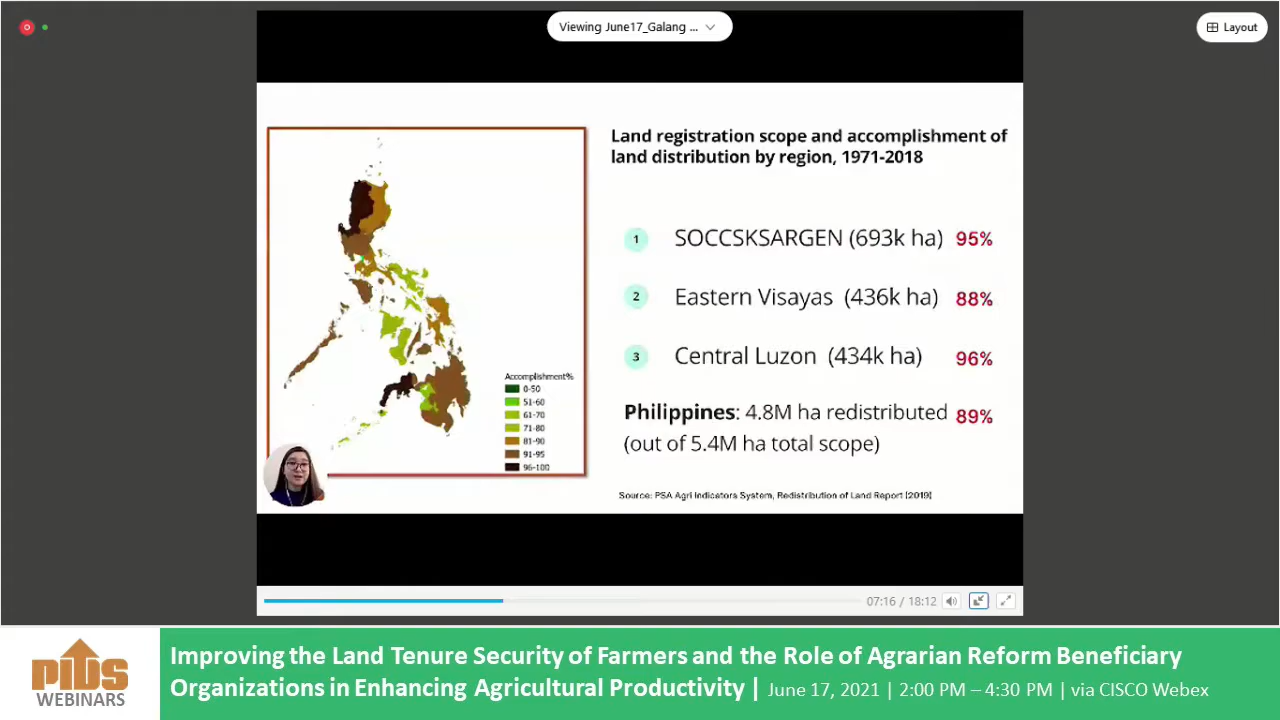 Viewing June17_Galang ...
Layout
Land registration scope and accomplishment of
land distribution by region, 1971-2018
1 SOCCSKSARGEN (693k ha) 95%
2 Eastern Visayas (436k ha) 88%
3 Central Luzon (434k ha) 96%
Philippines: 4.8M ha redistributed 89%
(out of 5.4M ha total scope)
Accomplishment%
0-50
51-60
61-70
71-80
81-90
91-95
96-100
Source: PSA Agri Indicators System, Redistribution of Land Report (2019)
07:16 / 18:12
PIDS
WEBINARS
Improving the Land Tenure Security of Farmers and the Role of Agrarian Reform Beneficiary
Organizations in Enhancing Agricultural Productivity | June 17, 2021 | 2:00 PM – 4:30 PM | via CISCO Webex